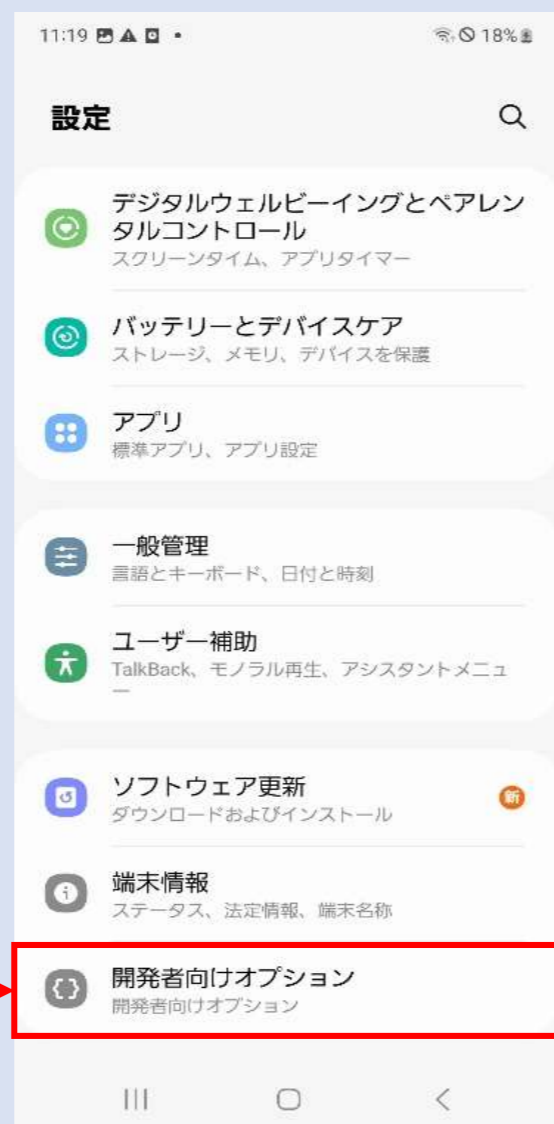 11:19
18%
設定
デジタルウェルビーイングとペアレン
タルコントロール
スクリーンタイム、アプリタイマー
バッテリーとデバイスケア
ストレージ、メモリ、デバイスを保護
アプリ
標準アプリ、アプリ設定
一般管理
言語とキーボード、日付と時刻
ユーザー補助
TalkBack、モノラル再生、アシスタントメニュ
ー
ソフトウェア更新
新
ダウンロードおよびインストール
端末情報
ステータス、法定情報、端末名称
開発者向けオプション
開発者向けオプション